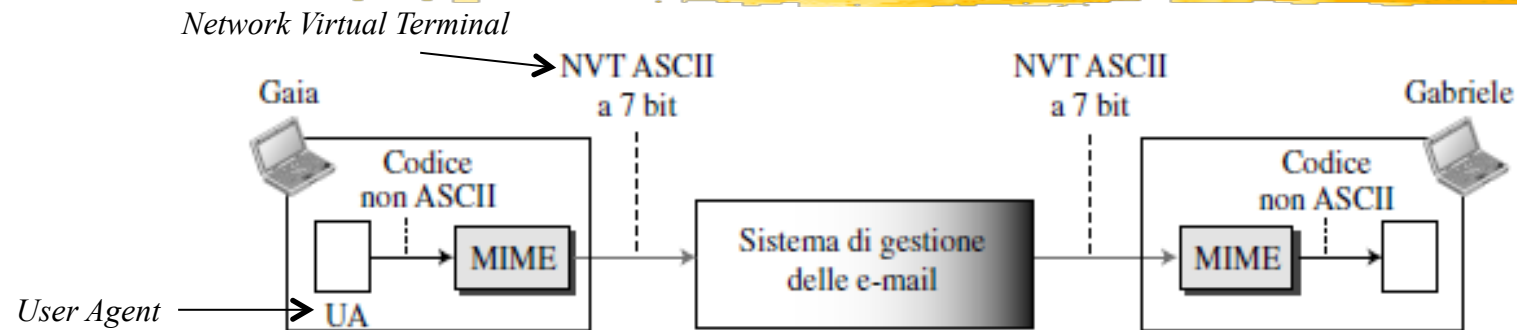 Network Virtual Terminal
NVT ASCII
a 7 bit
NVT ASCII
a 7 bit
Gaia
Gabriele
Codice
non ASCII
Codice
non ASCII
MIME
Sistema di gestione
delle e-mail
MIME
User Agent
UA